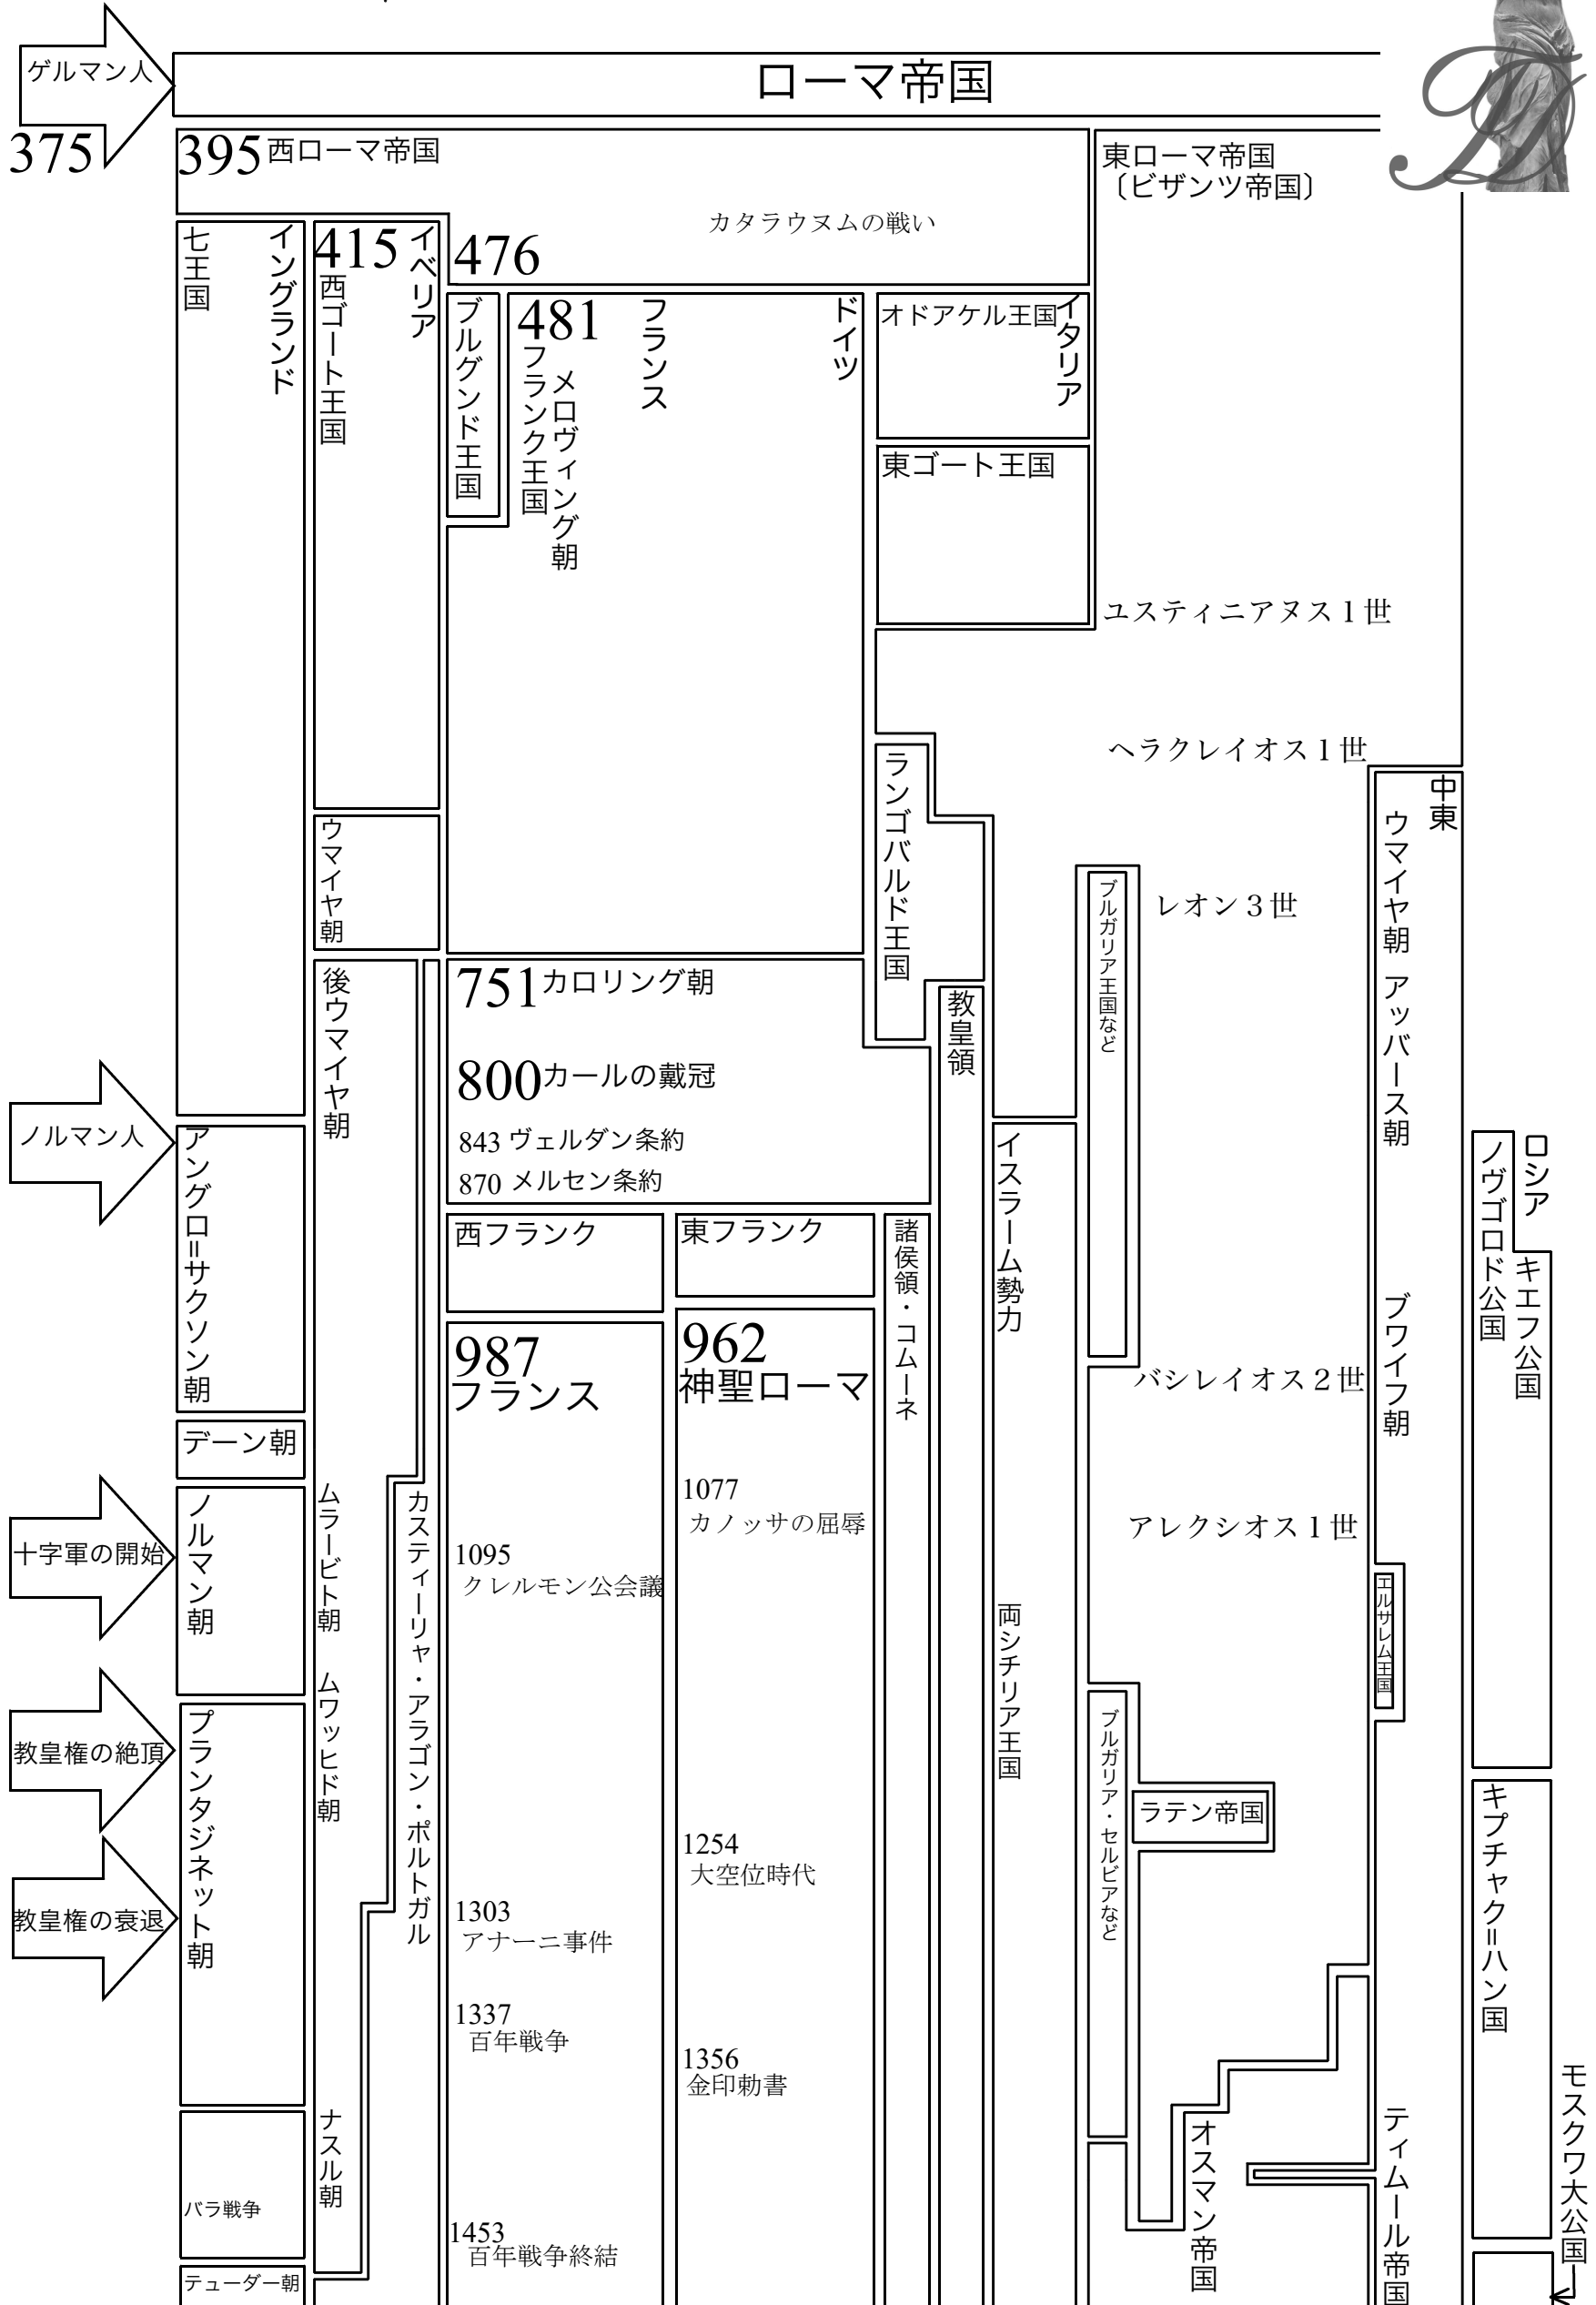 ゲルマン人
375
ローマ帝国
395 西ローマ帝国
カタラウヌムの戦い
東ローマ帝国
〔ビザンツ帝国〕
七王国
イングランド
415
西ゴート王国
イベリア
476
ブルグンド王国
481
フランク王国
メロヴィング朝
フランス
ドイツ
オドアケル王国
イタリア
東ゴート王国
ユスティニアヌス1世
ヘラクレイオス1世
ランゴバルド王国
中東
ウマイヤ朝
ウマイヤ朝
ブルガリア王国など
レオン3世
751 カロリング朝
後ウマイヤ朝
アッバース朝
教皇領
800 カールの戴冠
843 ヴェルダン条約
870 メルセン条約
ノルマン人
アングロ=サクソン朝
イスラーム勢力
ノヴゴロド公国
ロシア
キエフ公国
西フランク
東フランク
諸侯領・コムーネ
987
フランス
962
神聖ローマ
ブワイフ朝
バシレイオス2世
デーン朝
ノルマン朝
十字軍の開始
ムラービト朝
カスティーリャ・アラゴン・ポルトガル
1077
カノッサの屈辱
1095
クレルモン公会議
アレクシオス1世
エルサレム王国
両シチリア王国
教皇権の絶頂
ムワッヒド朝
プランタジネット朝
ブルガリア・セルビアなど
ラテン帝国
キプチャク=ハン国
1254
大空位時代
教皇権の衰退
1303
アナーニ事件
1337
百年戦争
1356
金印勅書
ナスル朝
オスマン帝国
ティムール帝国
モスクワ大公国
バラ戦争
1453
百年戦争終結
テューダー朝